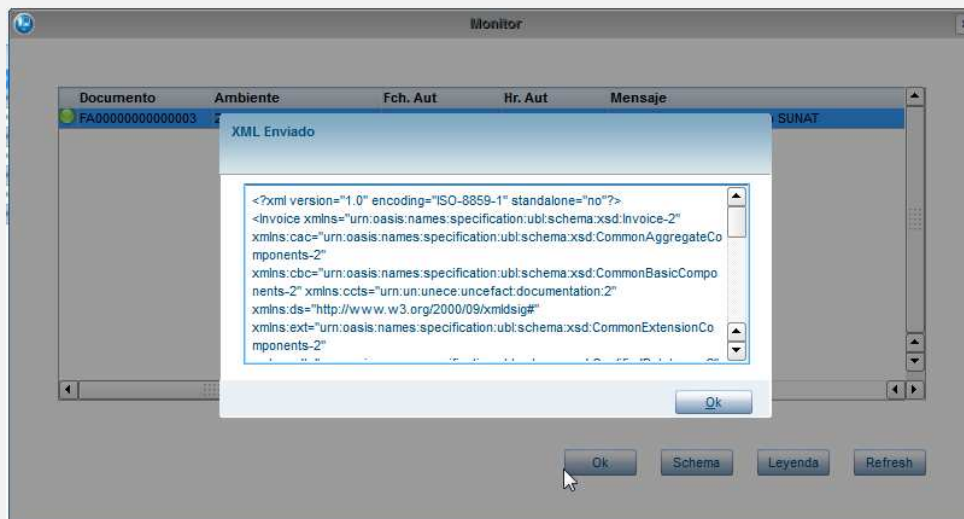 Monitor
Documento Ambiente Fch. Aut Hr. Aut Mensaje
FA00000000000003 2 SUNAT
XML Enviado
<?xml version="1.0" encoding="ISO-8859-1" standalone="no"?>
<Invoice xmlns="urn:oasis:names:specification:ubl:schema:xsd:Invoice-2"
xmlns:cac="urn:oasis:names:specification:ubl:schema:xsd:CommonAggregateCo
mponents-2"
xmlns:cbc="urn:oasis:names:specification:ubl:schema:xsd:CommonBasicCompo
nents-2" xmlns:ccts="urn:un:unece:uncefact:documentation:2"
xmlns:ds="http://www.w3.org/2000/09/xmldsig#"
xmlns:ext="urn:oasis:names:specification:ubl:schema:xsd:CommonExtensionCo
mponents-2"
Ok
Ok Schema Leyenda Refresh